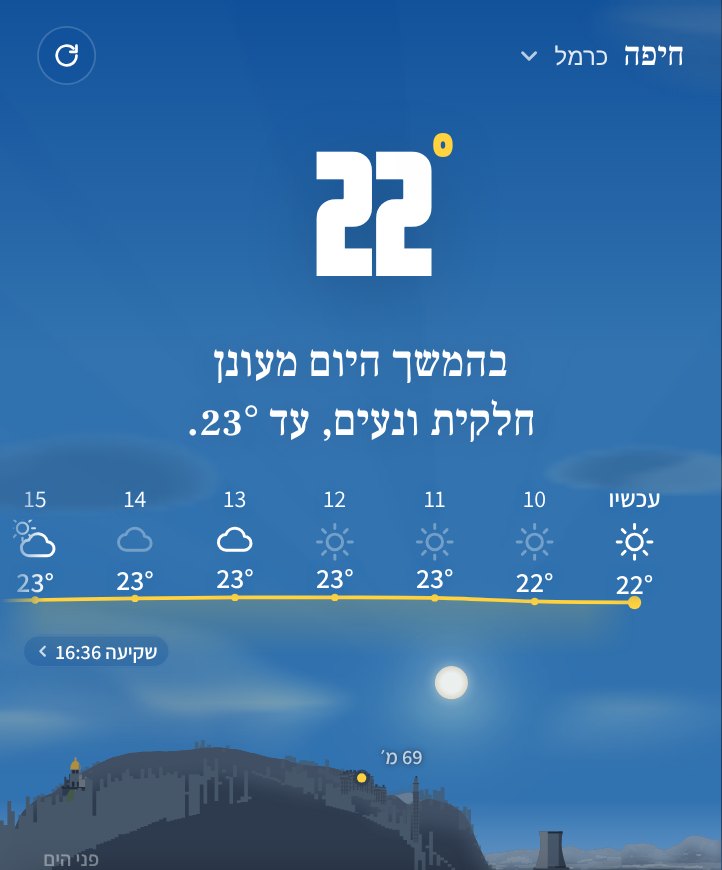 חיפה כרמל
22°
בהמשך היום מעונן
חלקית ונעים, עד 23°.
עכשיו 10 11 12 13 14 15
22° 22° 23° 23° 23° 23° 23°
שקיעה 16:36
69 מ׳
פני הים